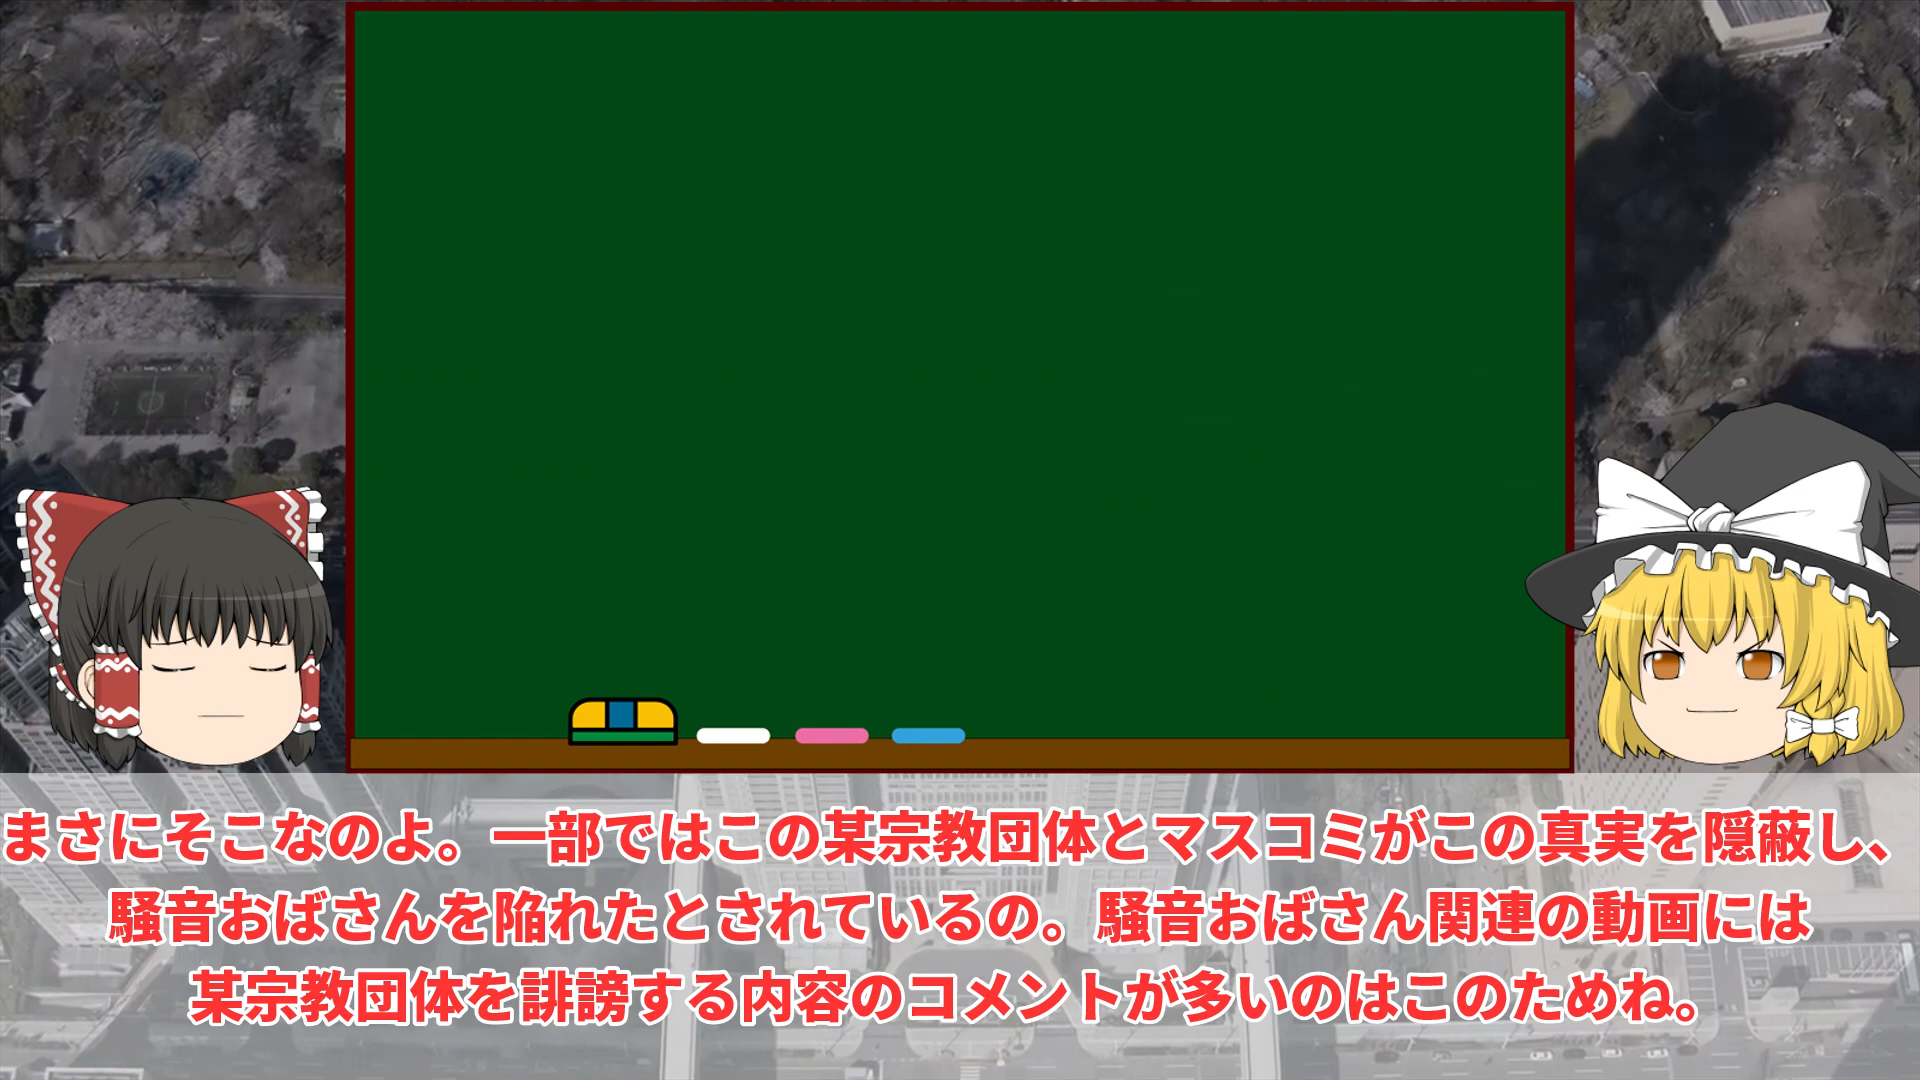 まさにそこなのよ。一部ではこの某宗教団体とマスコミがこの真実を隠蔽し、
騒音おばさんを陥れたとされているの。騒音おばさん関連の動画には
某宗教団体を誹謗する内容のコメントが多いのはこのためね。